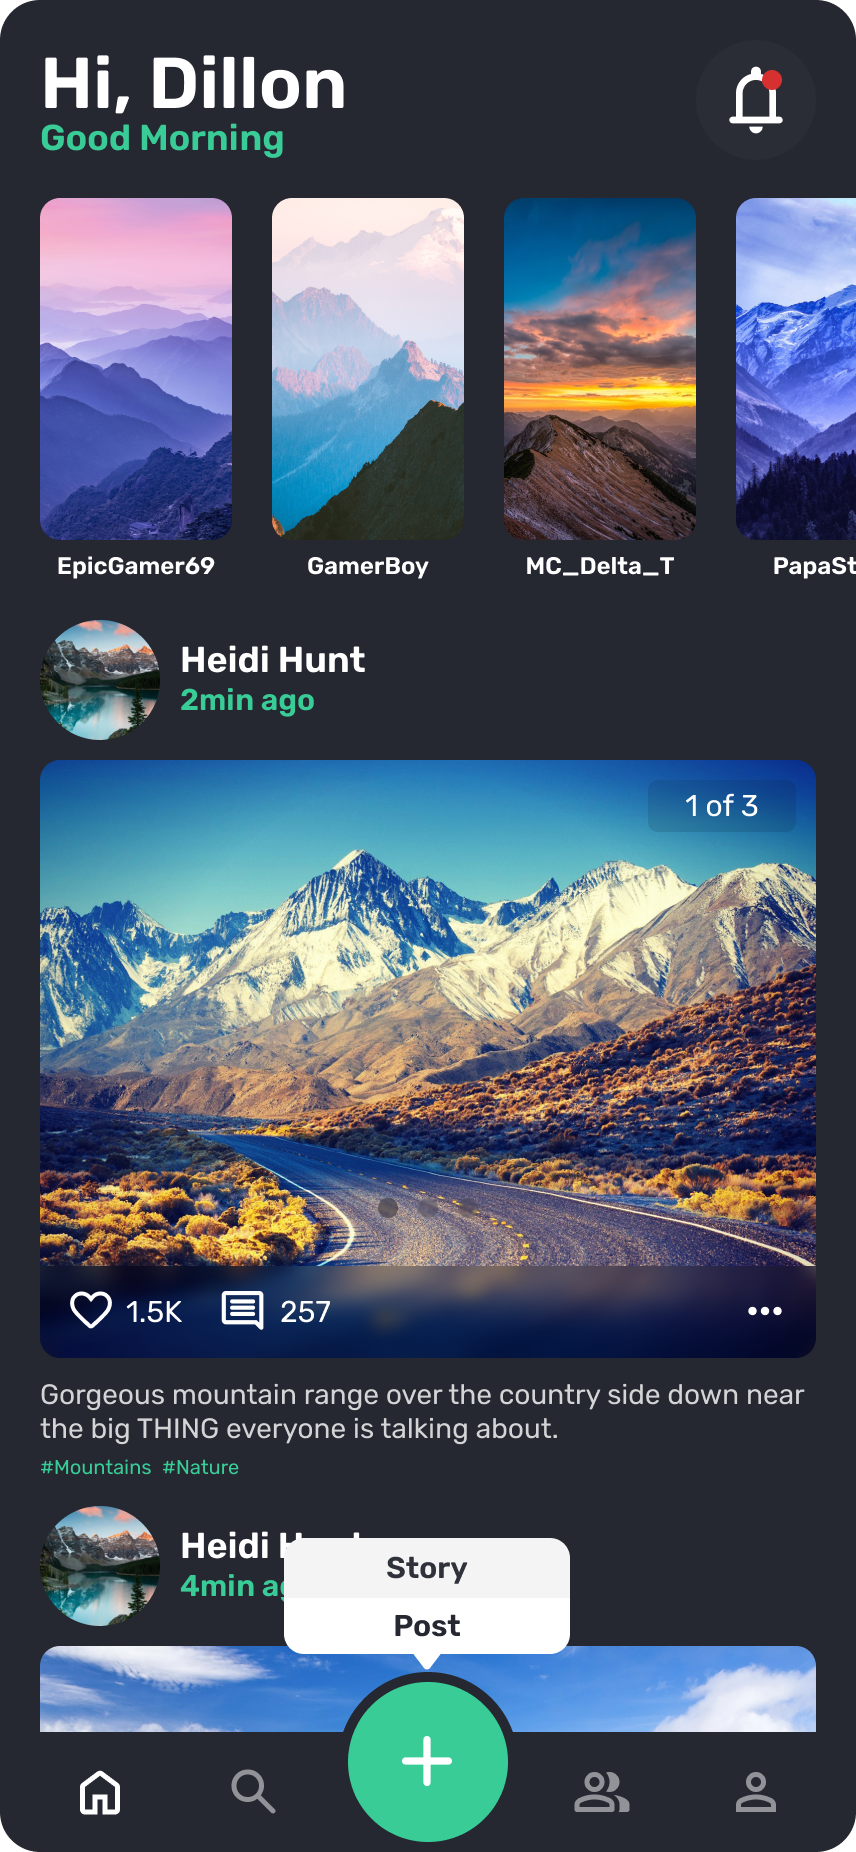 Hi, Dillon
Good Morning
EpicGamer69
GamerBoy
MC_Delta_T
PapaSt
Heidi Hunt
2min ago
1 of 3
1.5K
257
Gorgeous mountain range over the country side down near
the big THING everyone is talking about.
#Mountains #Nature
Heidi
4min
Story
Post